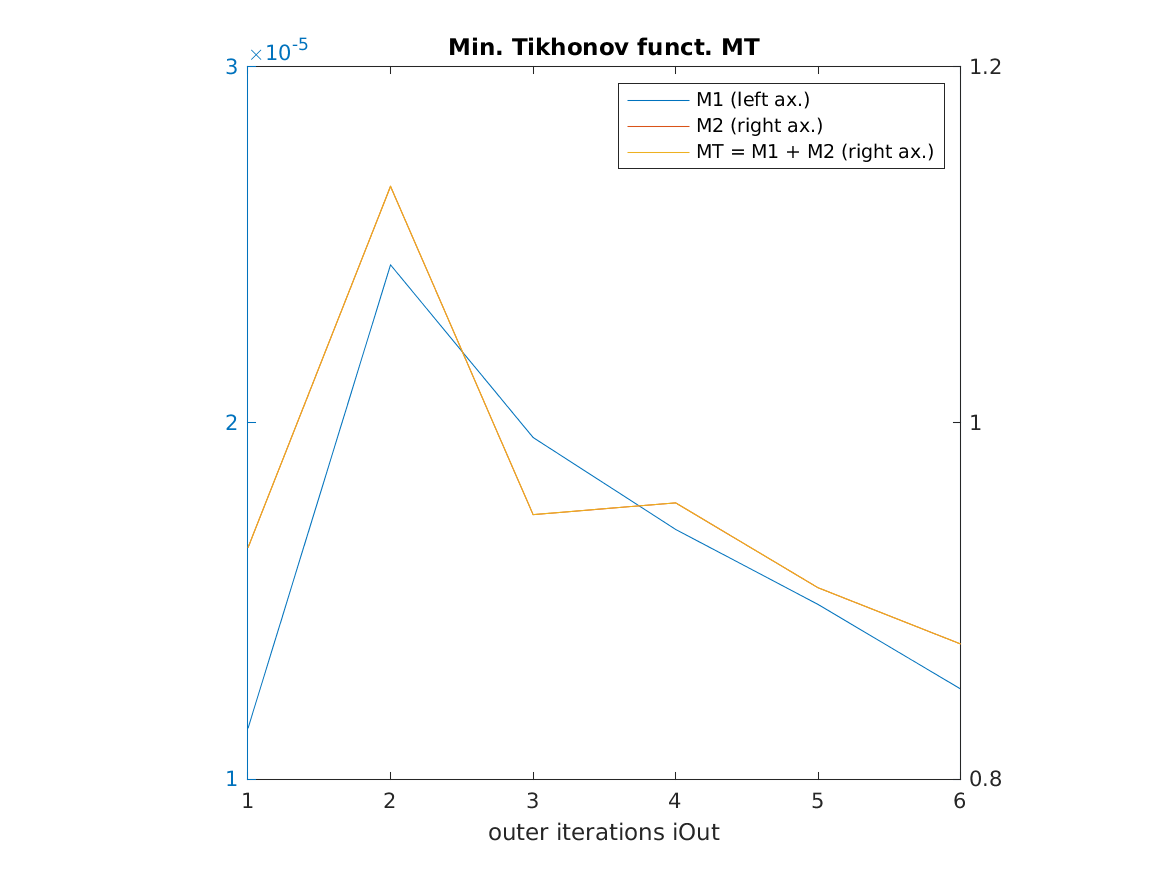 Min. Tikhonov funct. MT
×10-5
3
2
1
1.2
1
0.8
M1 (left ax.)
M2 (right ax.)
MT = M1 + M2 (right ax.)
1 2 3 4 5 6
outer iterations iOut